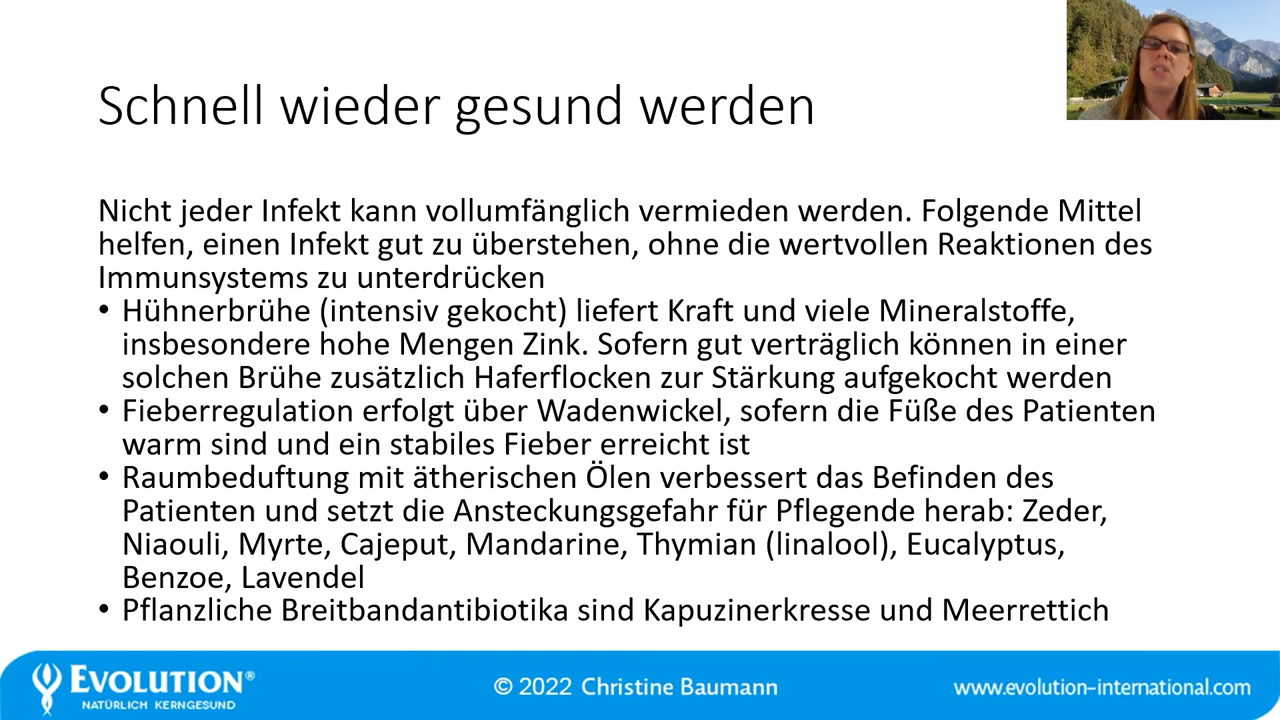 Schnell wieder gesund werden
Nicht jeder Infekt kann vollumfänglich vermieden werden. Folgende Mittel
helfen, einen Infekt gut zu überstehen, ohne die wertvollen Reaktionen des
Immunsystems zu unterdrücken
• Hühnerbrühe (intensiv gekocht) liefert Kraft und viele Mineralstoffe,
insbesondere hohe Mengen Zink. Sofern gut verträglich können in einer
solchen Brühe zusätzlich Haferflocken zur Stärkung aufgekocht werden
• Fieberregulation erfolgt über Wadenwickel, sofern die Füße des Patienten
warm sind und ein stabiles Fieber erreicht ist
• Raumbeduftung mit ätherischen Ölen verbessert das Befinden des
Patienten und setzt die Ansteckungsgefahr für Pflegende herab: Zeder,
Niaouli, Myrte, Cajeput, Mandarine, Thymian (linalool), Eucalyptus,
Benzoe, Lavendel
• Pflanzliche Breitbandantibiotika sind Kapuzinerkresse und Meerrettich
EVOLUTION®
NATÜRLICH KERNGESUND
© 2022 Christine Baumann
www.evolution-international.com